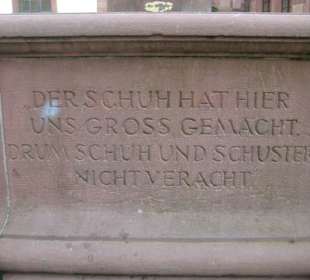 „DER SCHUH HAT HIER
UNS GROSS GEMACHT,
DRUM SCHUH UND SCHUSTER
NICHT VERACHT.